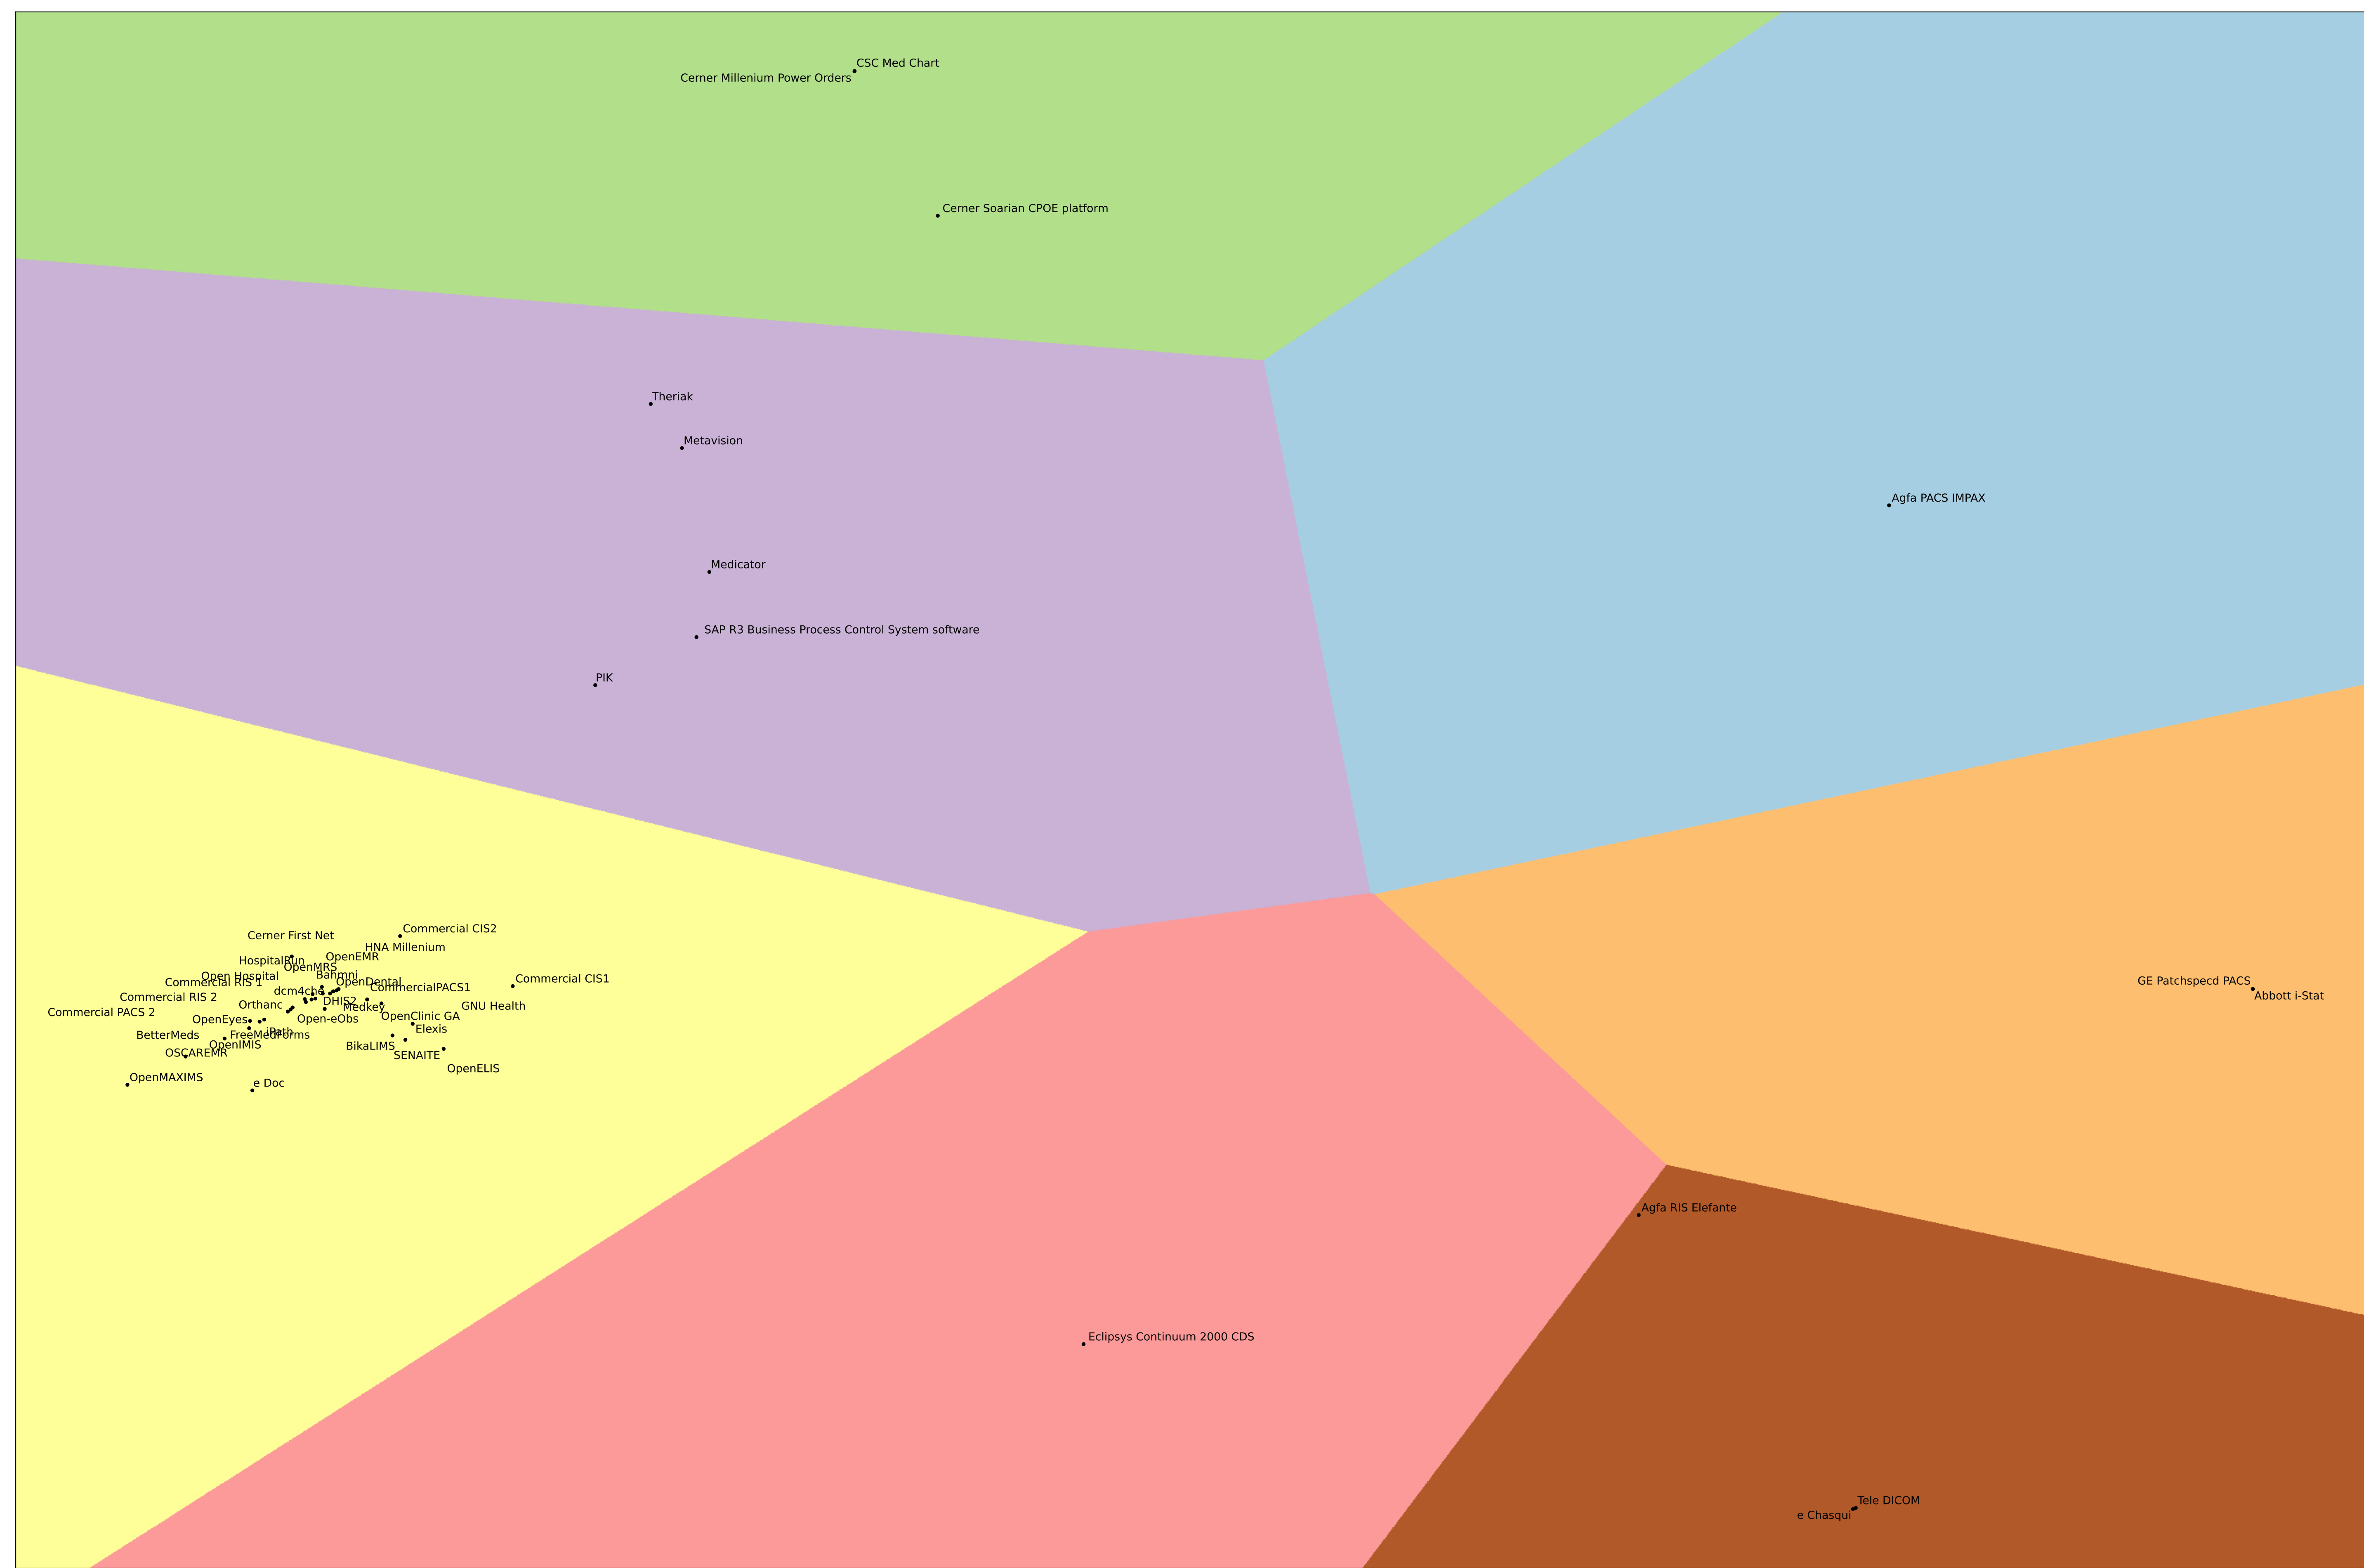 CSC Med Chart
Cerner Millenium Power Orders
Cerner Soarian CPOE platform
Theriak
Metavision
Agfa PACS IMPAX
Medicator
SAP R3 Business Process Control System software
PIK
Commercial CIS2
Cerner First Net
HNA Millenium
OpenEMR
HospitalRun
OpenMRS
Bahmni
Open Hospital
Commercial CIS1
GE Patchspecd PACS
OpenDental
Commercial RIS 1
CommercialPACS1
dcm4che
Abbott i-Stat
Commercial RIS 2
DHIS2
Orthanc
GNU Health
Medkey
Commercial PACS 2
OpenClinic GA
Open-eObs
OpenEyes
Elexis
iPath
BetterMeds
FreeMedForms
OpenIMIS
BikaLIMS
OSCAREMR
SENAITE
OpenELIS
OpenMAXIMS
e Doc
Agfa RIS Elefante
Eclipsys Continuum 2000 CDS
Tele DICOM
e Chasqui